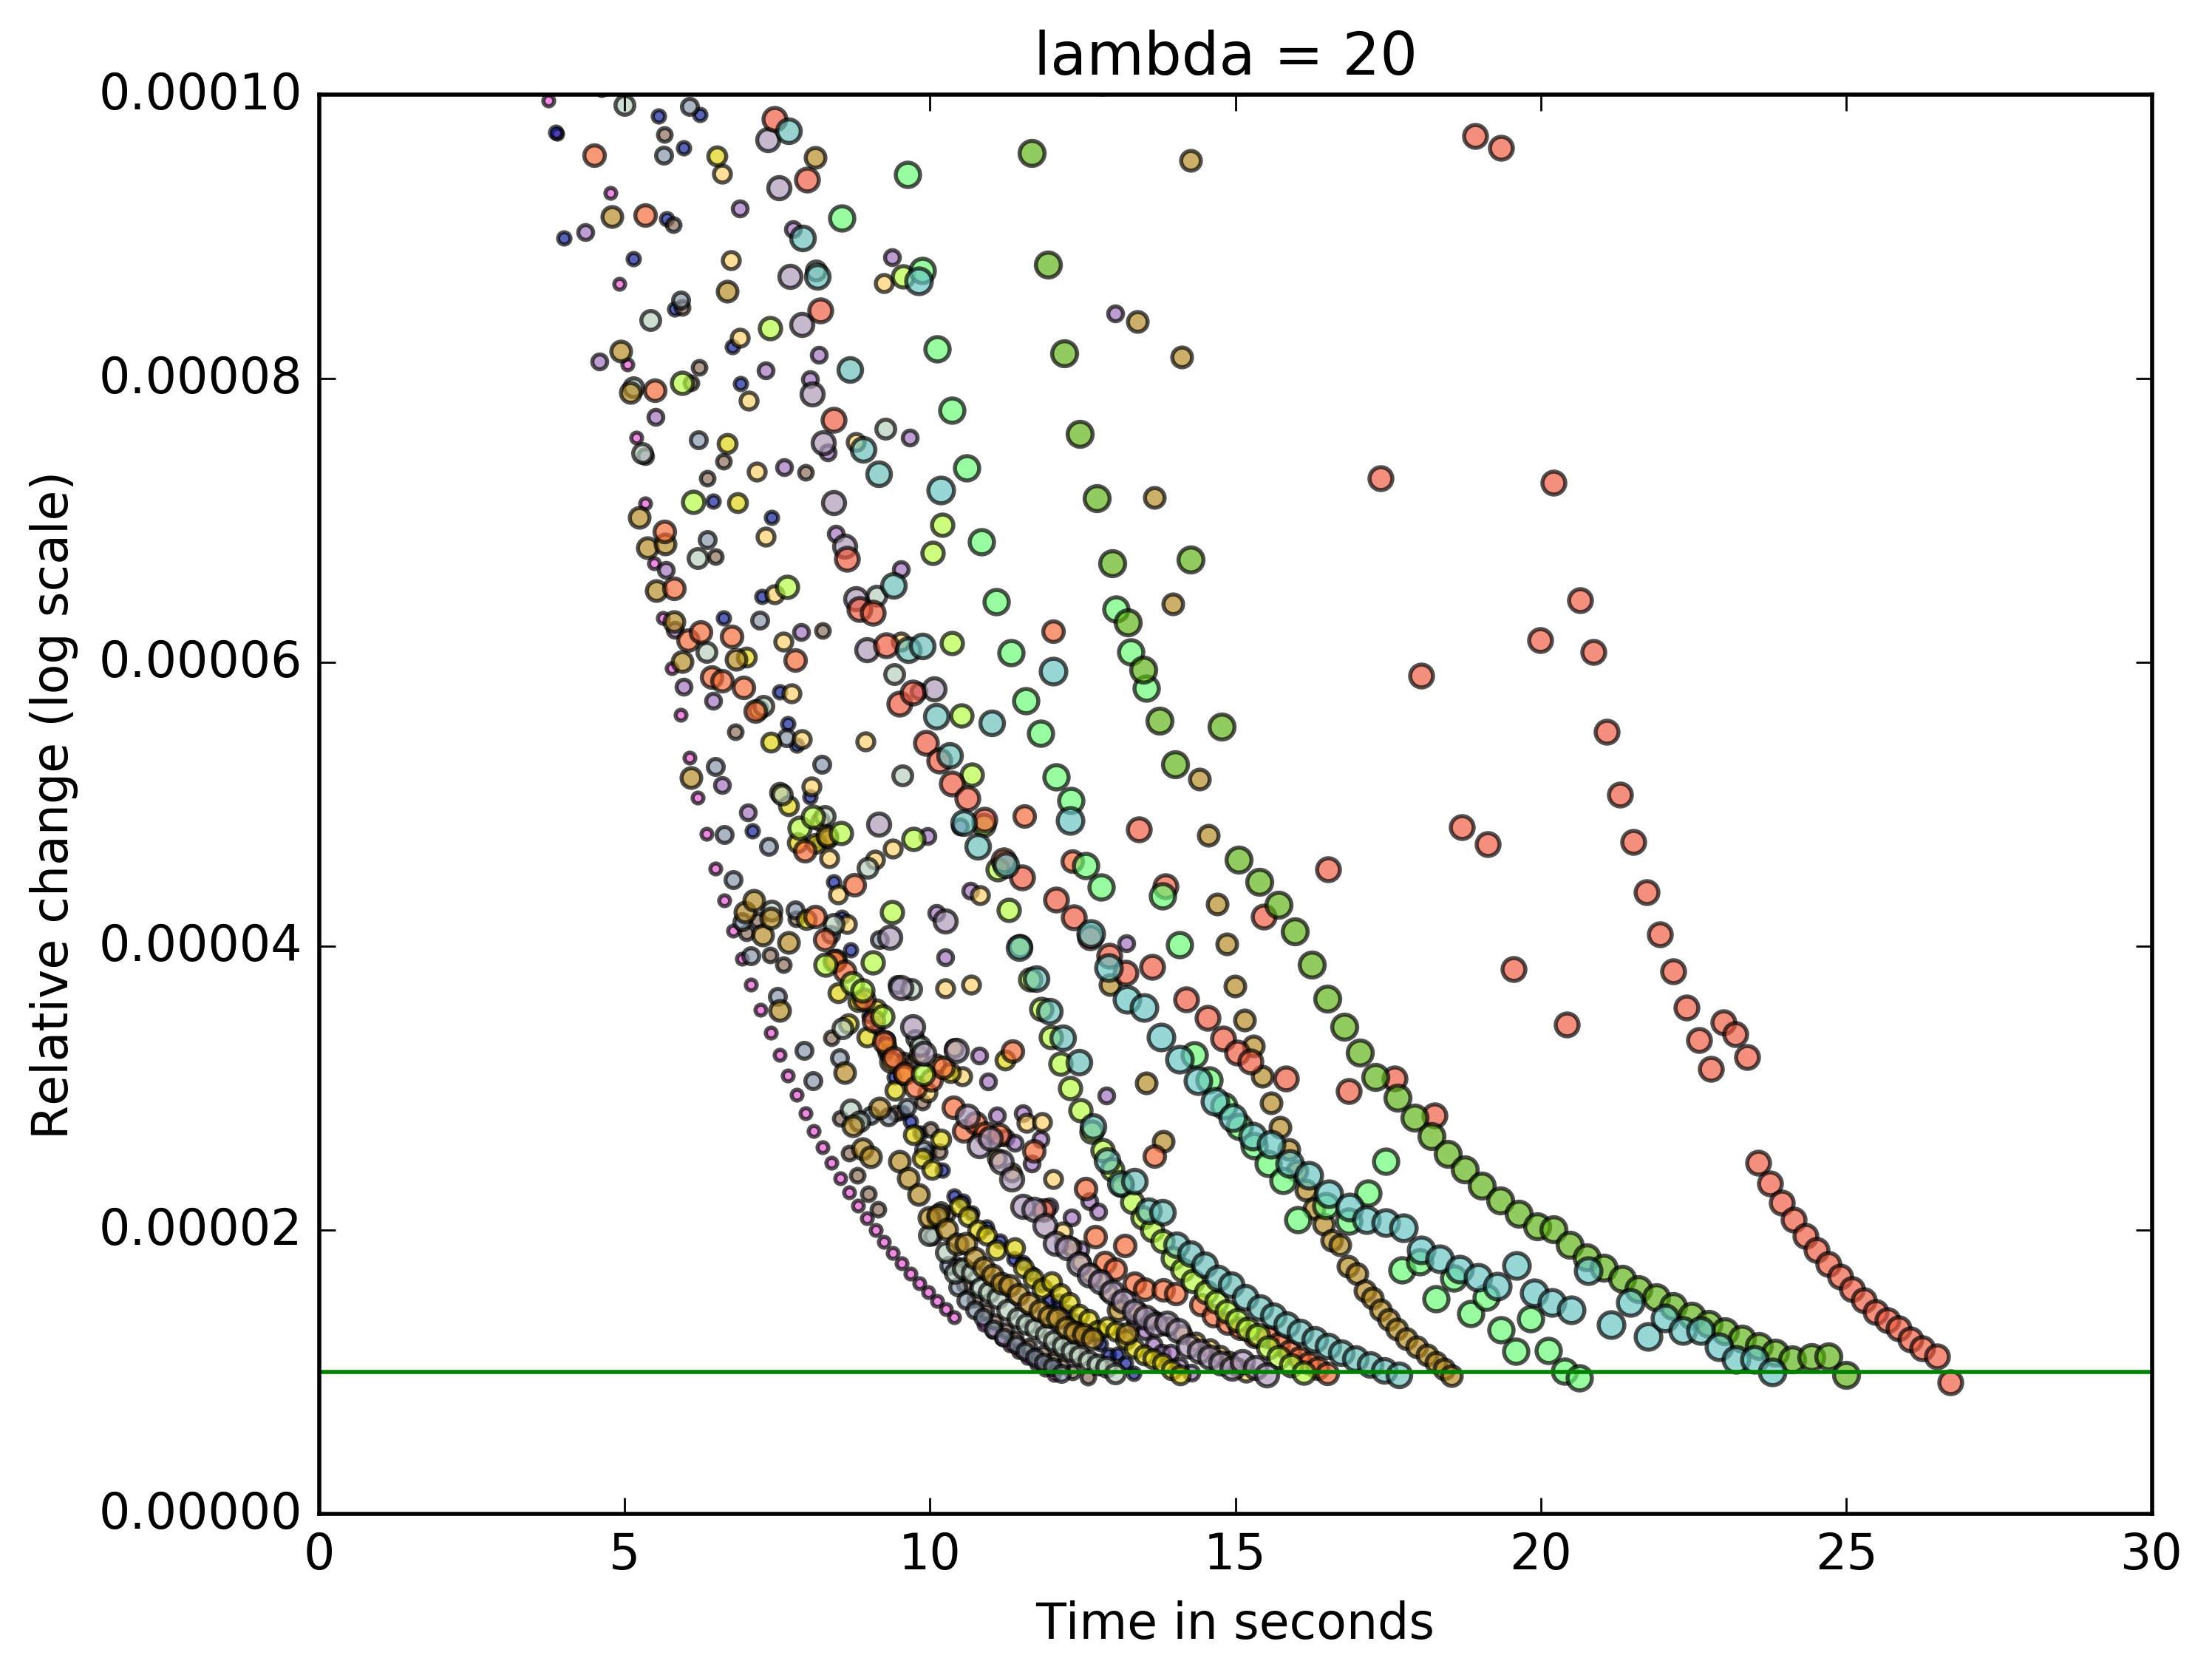 lambda = 20
0.00010
0.00008
0.00006
0.00004
0.00002
0.00000
Relative change (log scale)
0 5 10 15 20 25 30
Time in seconds